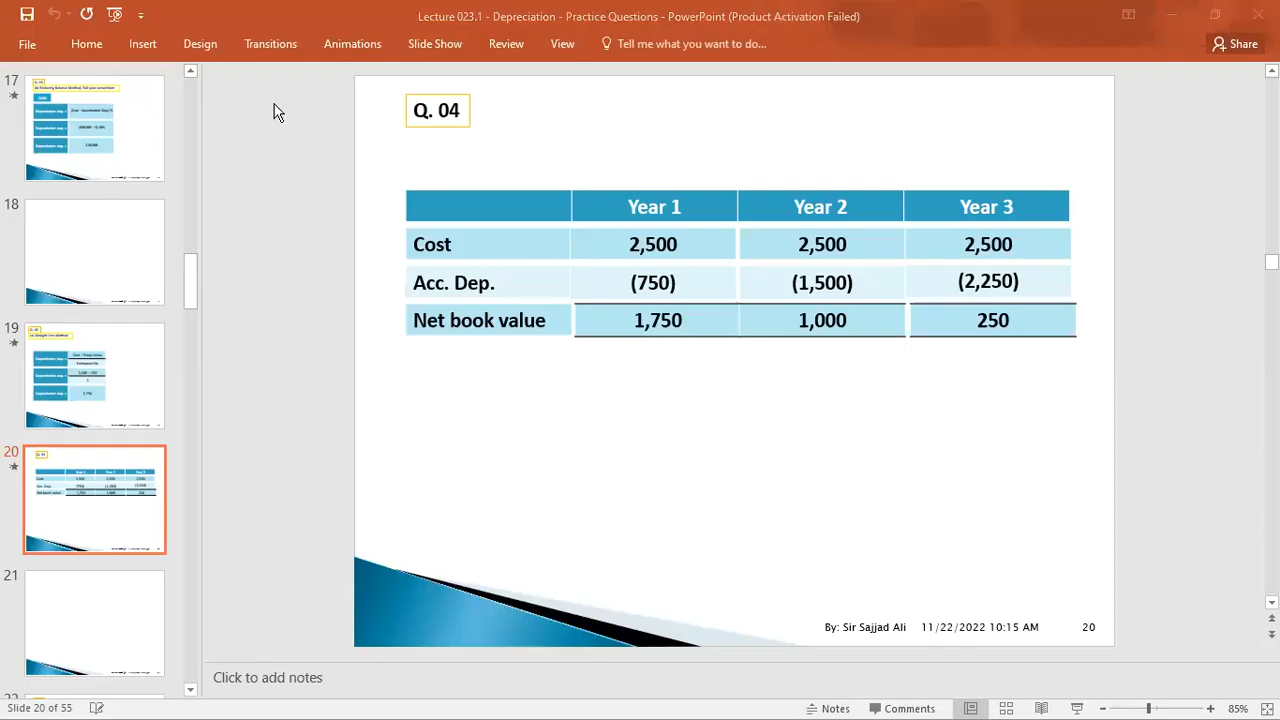 Lecture 023.1 - Depreciation - Practice Questions - PowerPoint (Product Activation Failed)
File Home Insert Design Transitions Animations Slide Show Review View Tell me what you want to do... Share
17
18
19
20
21
Q. 04
Year 1 Year 2 Year 3
Cost 2,500 2,500 2,500
Acc. Dep. (750) (1,500) (2,250)
Net book value 1,750 1,000 250
By: Sir Sajjad Ali 11/22/2022 10:15 AM 20
Click to add notes
Slide 20 of 55 Notes Comments 85%